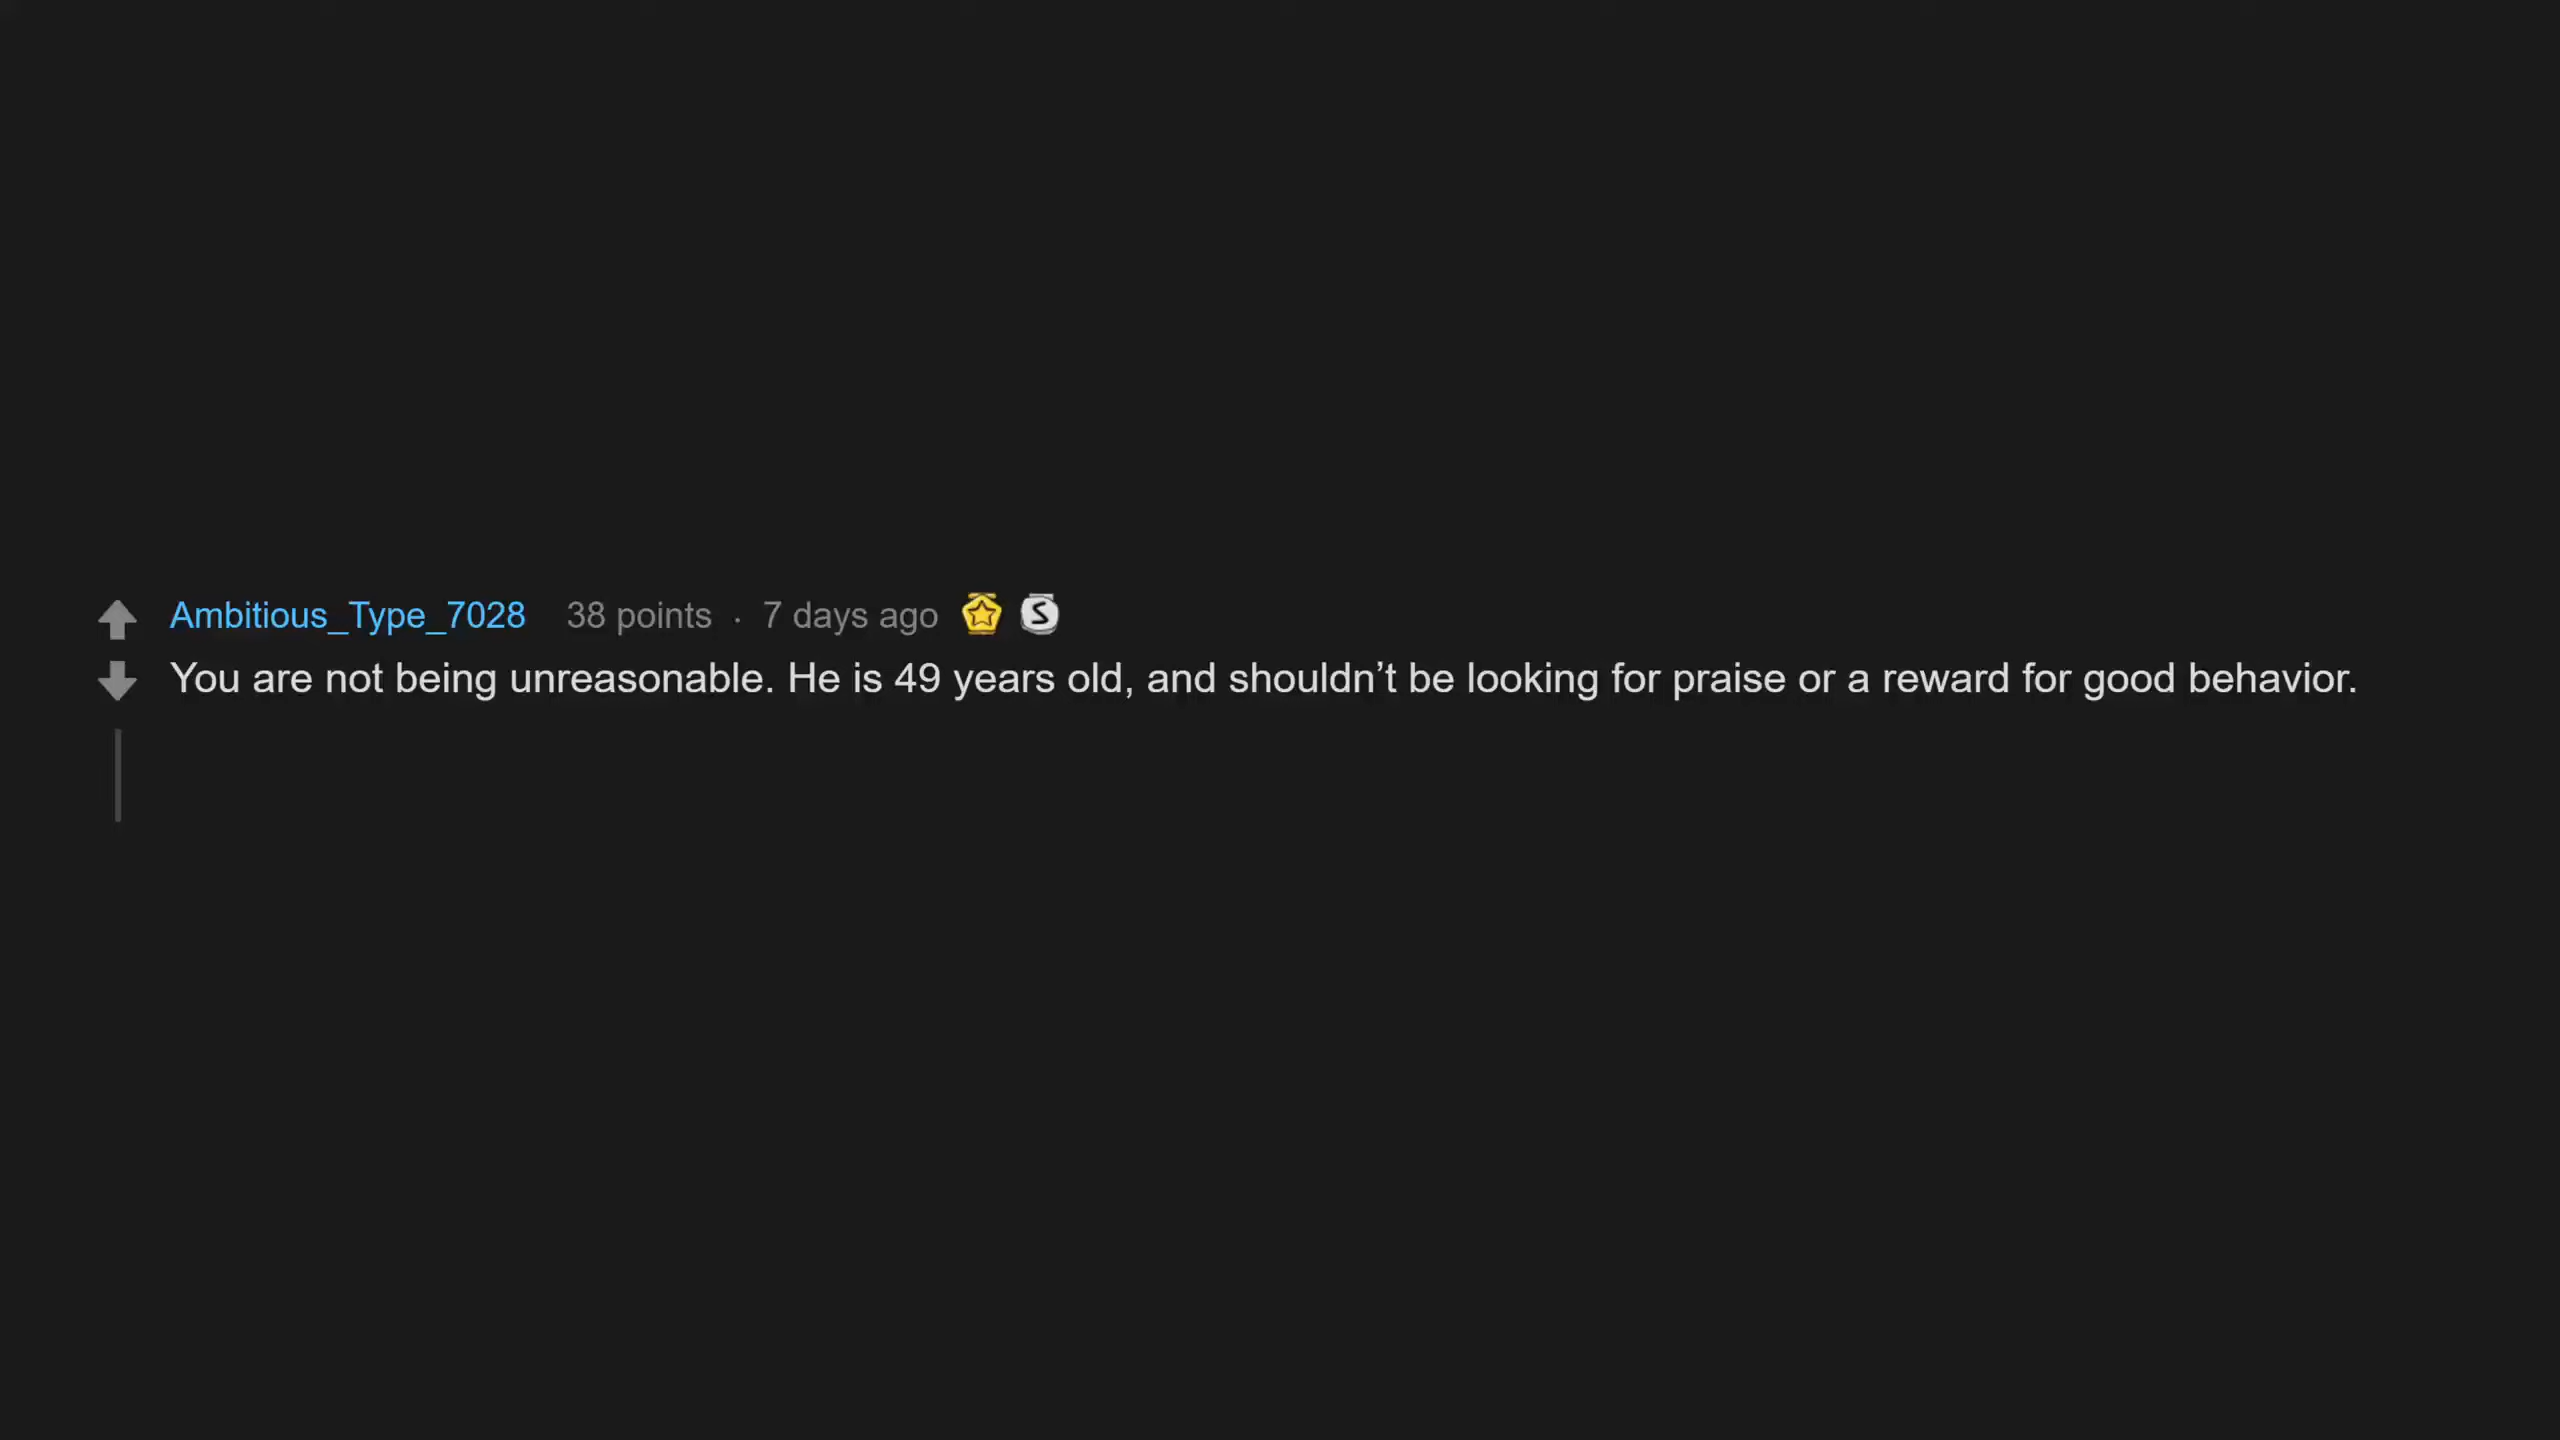 Ambitious_Type_7028 38 points . 7 days ago S
You are not being unreasonable. He is 49 years old, and shouldn’t be looking for praise or a reward for good behavior.